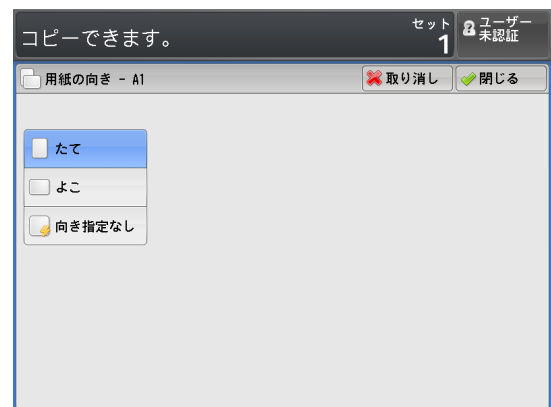 コピーできます。
セット
1
ユーザー
未認証
用紙の向き - A1
取り消し
閉じる
たて
よこ
向き指定なし